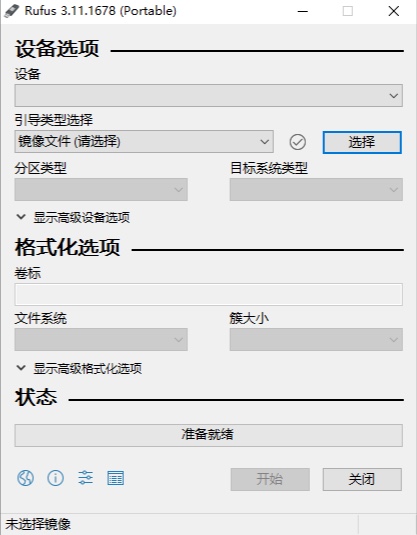 Rufus 3.11.1678 (Portable)
设备选项
设备
引导类型选择
镜像文件 (请选择)
选择
分区类型
目标系统类型
显示高级设备选项
格式化选项
卷标
文件系统
簇大小
显示高级格式化选项
状态
准备就绪
开始
关闭
未选择镜像